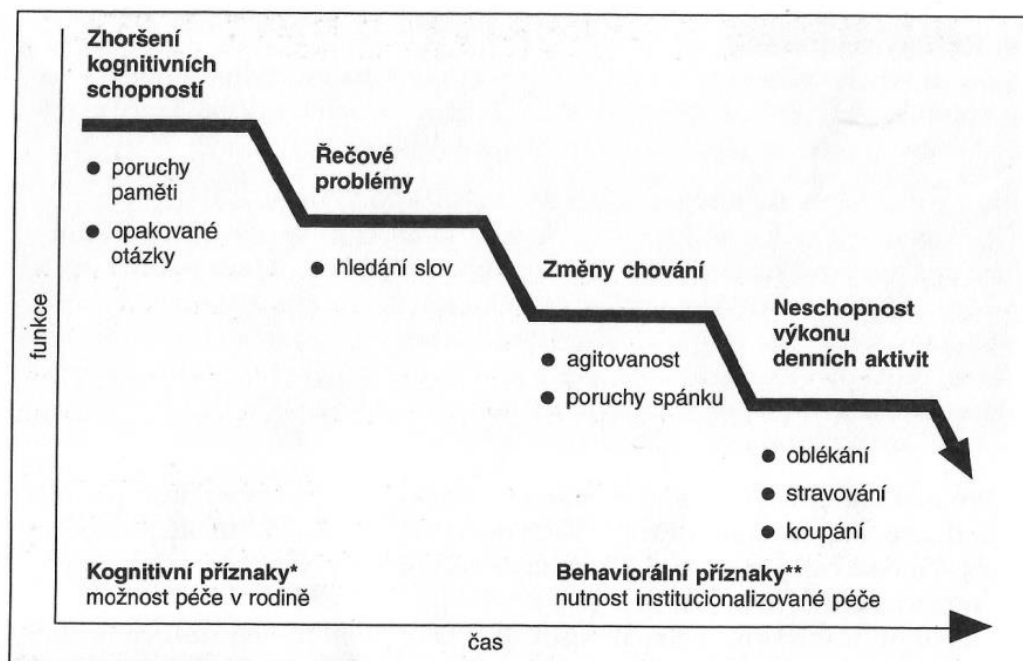 Zhoršení
kognitivních
schopností
● poruchy
paměti
● opakované
otázky
Řečové
problémy
● hledání slov
Změny chování
● agitovanost
● poruchy spánku
Neschopnost
výkonu
denních aktivit
● oblékání
● stravování
● koupání
funkce
Kognitivní příznaky*
možnost péče v rodině
Behaviorální příznaky**
nutnost institucionalizované péče
čas